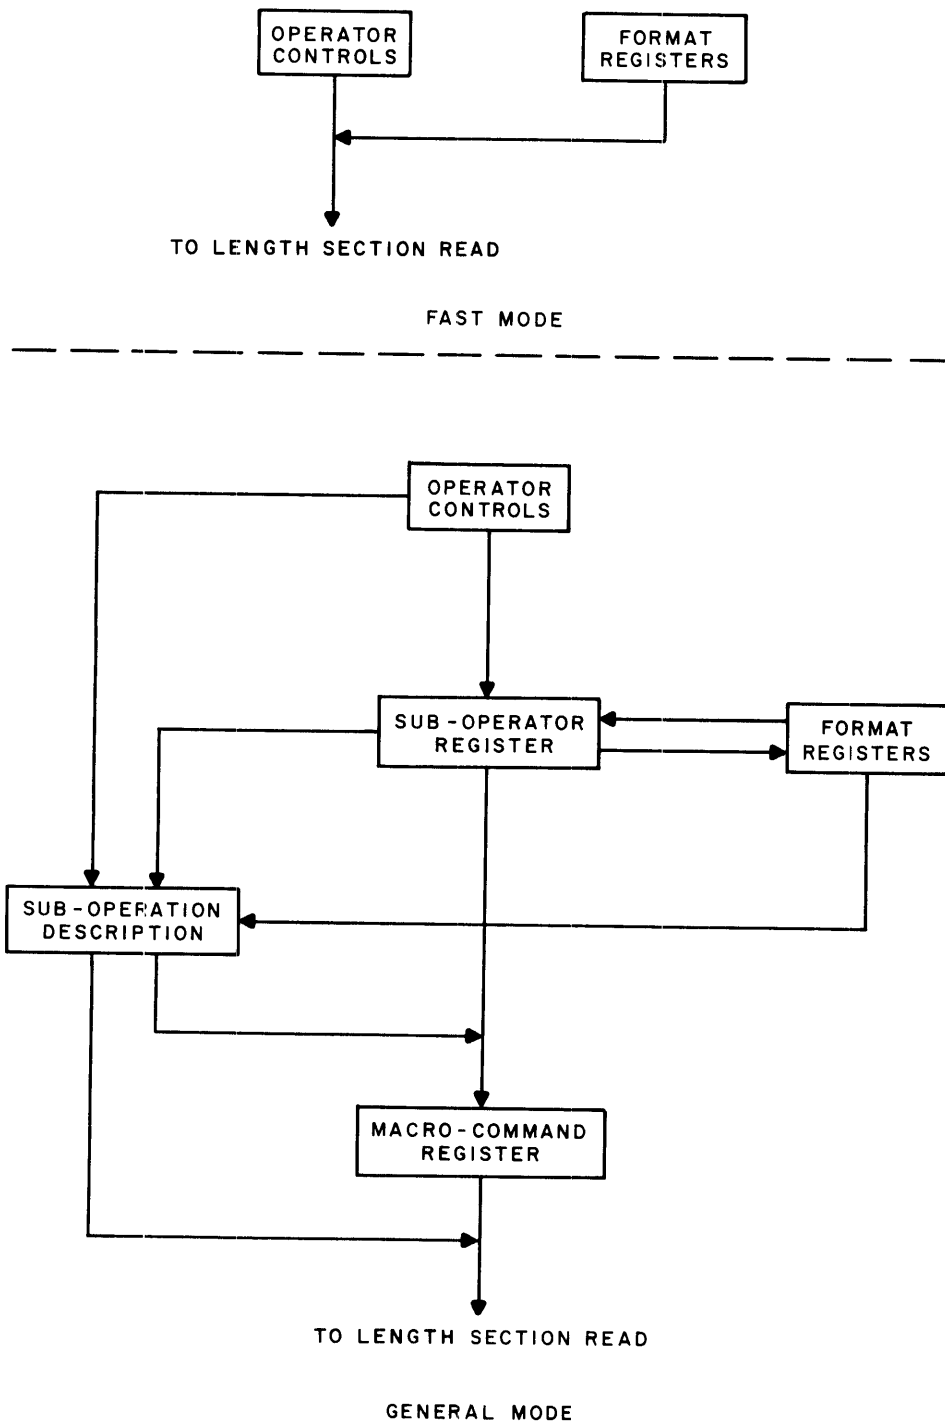 OPERATOR
CONTROLS
FORMAT
REGISTERS
TO LENGTH SECTION READ
FAST MODE
OPERATOR
CONTROLS
SUB-OPERATOR
REGISTER
FORMAT
REGISTERS
SUB-OPERATION
DESCRIPTION
MACRO-COMMAND
REGISTER
TO LENGTH SECTION READ
GENERAL MODE